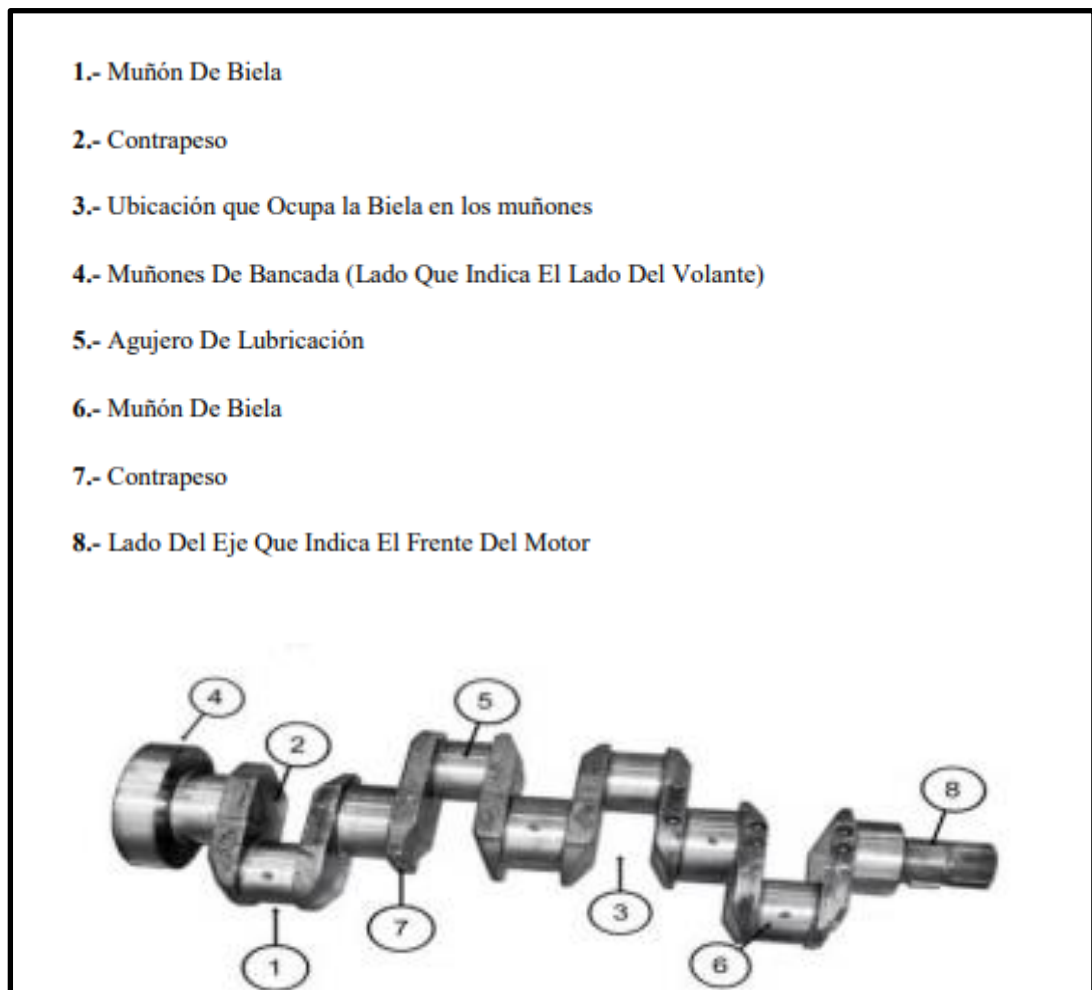 1.- Muñón De Biela
2.- Contrapeso
3.- Ubicación que Ocupa la Biela en los muñones
4.- Muñones De Bancada (Lado Que Indica El Lado Del Volante)
5.- Agujero De Lubricación
6.- Muñón De Biela
7.- Contrapeso
8.- Lado Del Eje Que Indica El Frente Del Motor
4
5
2
8
3
7
6
1